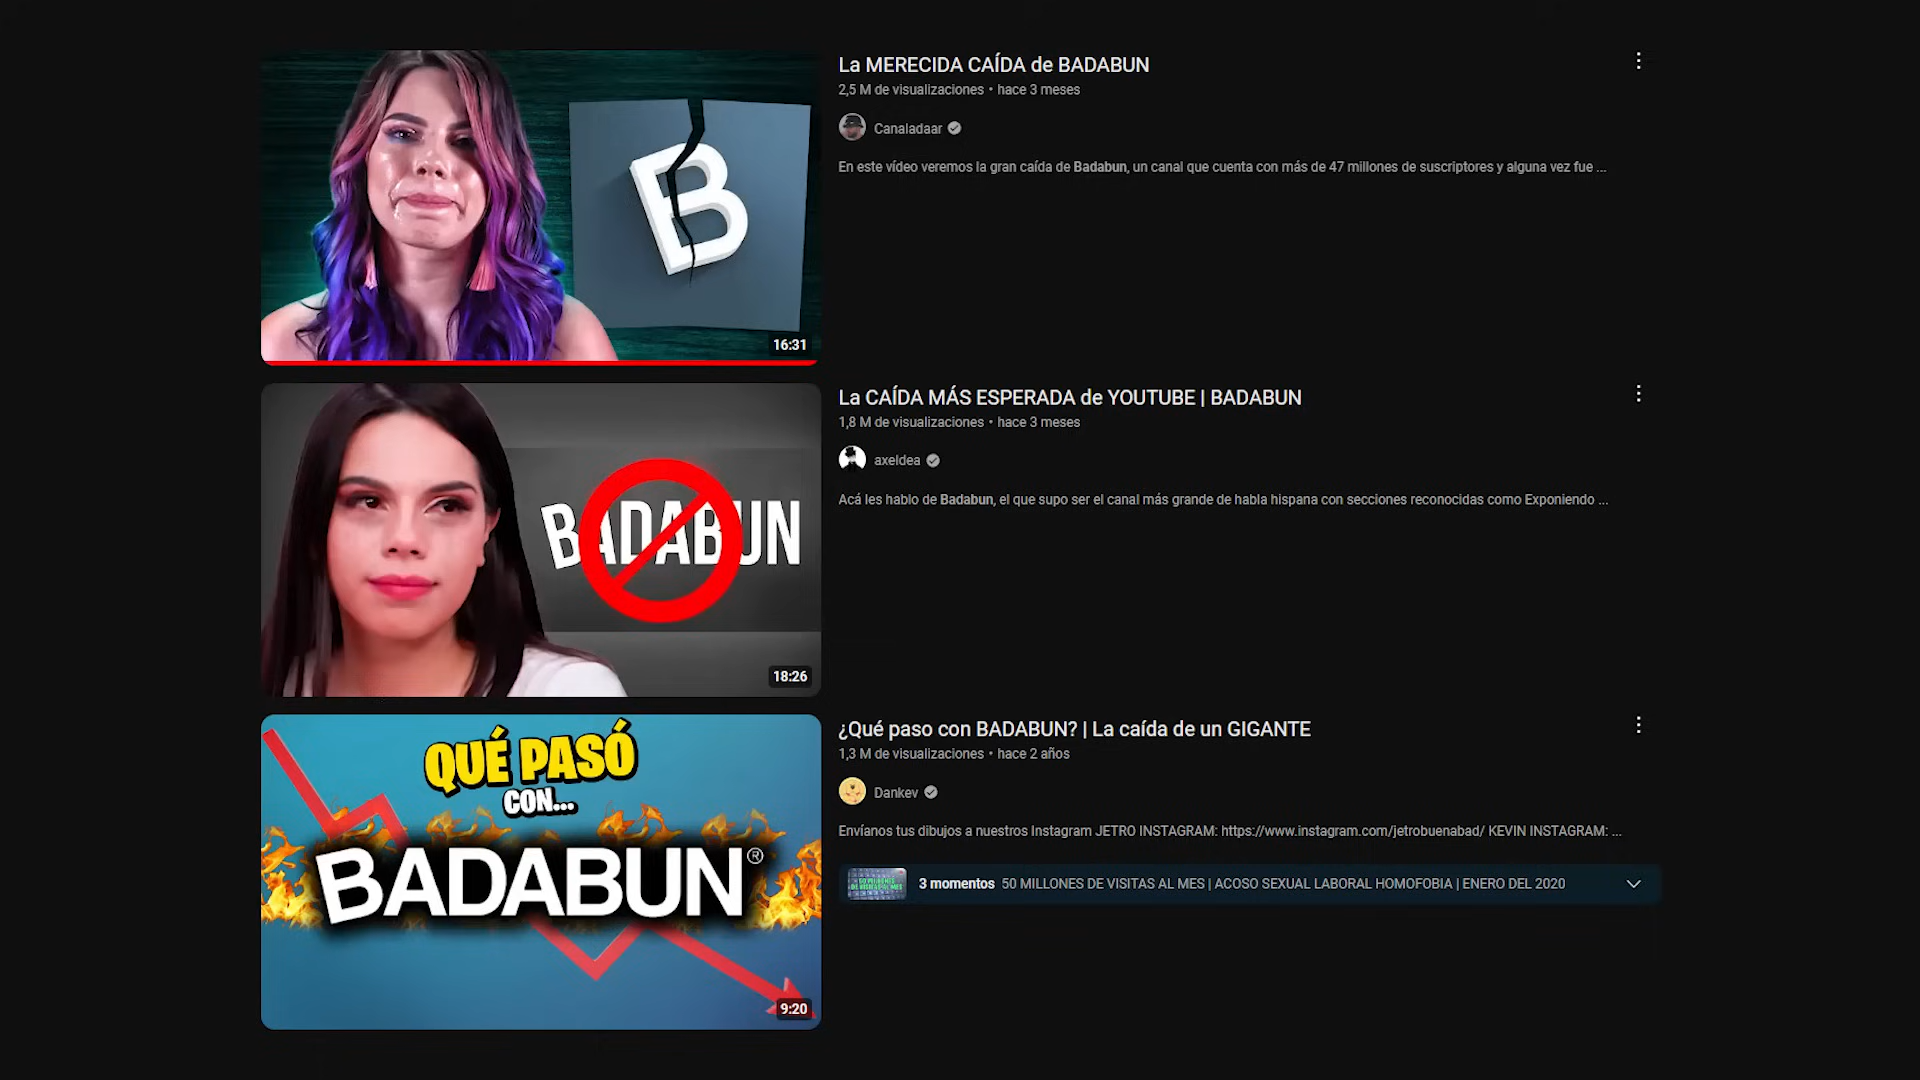 La MERECIDA CAÍDA de BADABUN
2,5 M de visualizaciones • hace 3 meses
Canaladaar
En este vídeo veremos la gran caída de Badabun, un canal que cuenta con más de 47 millones de suscriptores y alguna vez fue ...
B
16:31
La CAÍDA MÁS ESPERADA de YOUTUBE | BADABUN
1,8 M de visualizaciones • hace 3 meses
axeldea
Acá les hablo de Badabun, el que supo ser el canal más grande de habla hispana con secciones reconocidas como Exponiendo ...
BADABUN
18:26
¿Qué paso con BADABUN? | La caída de un GIGANTE
1,3 M de visualizaciones • hace 2 años
Dankev
Envíanos tus dibujos a nuestros Instagram JETRO INSTAGRAM: https://www.instagram.com/jetrobuenabad/ KEVIN INSTAGRAM: ...
3 momentos 50 MILLONES DE VISITAS AL MES | ACOSO SEXUAL LABORAL HOMOFOBIA | ENERO DEL 2020
QUÉ PASÓ
CON...
BADABUN®
9:20